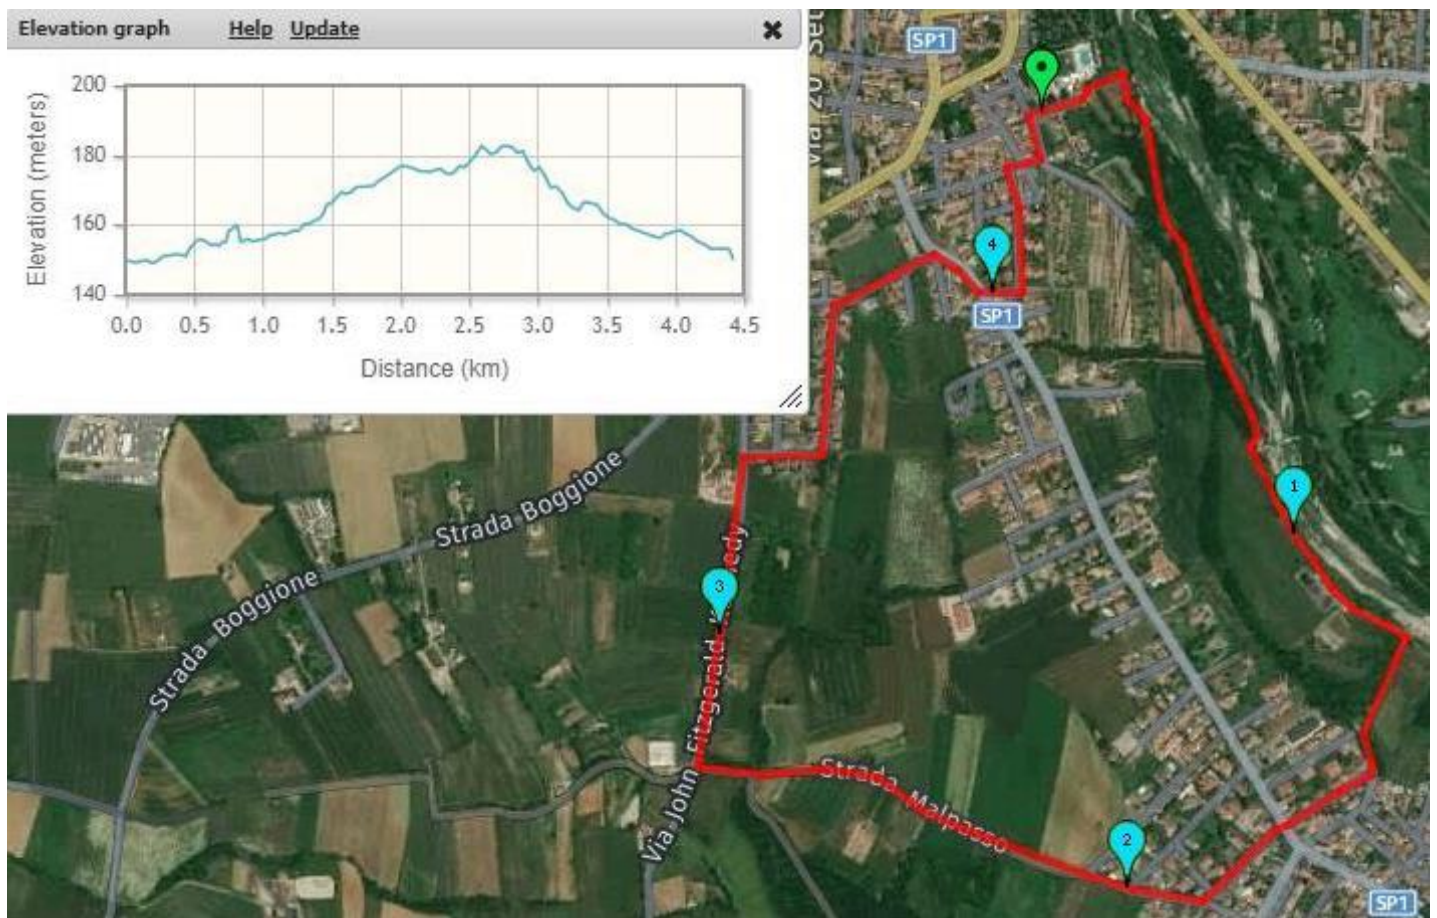 Elevation graph Help Update
Elevation (meters)
200
180
160
140
0.0 0.5 1.0 1.5 2.0 2.5 3.0 3.5 4.0 4.5
Distance (km)
SP1
4
SP1
1
Strada Boggione
Strada Boggione
3
Via John Fitzgerald
Strada Malpasso
2
SP1